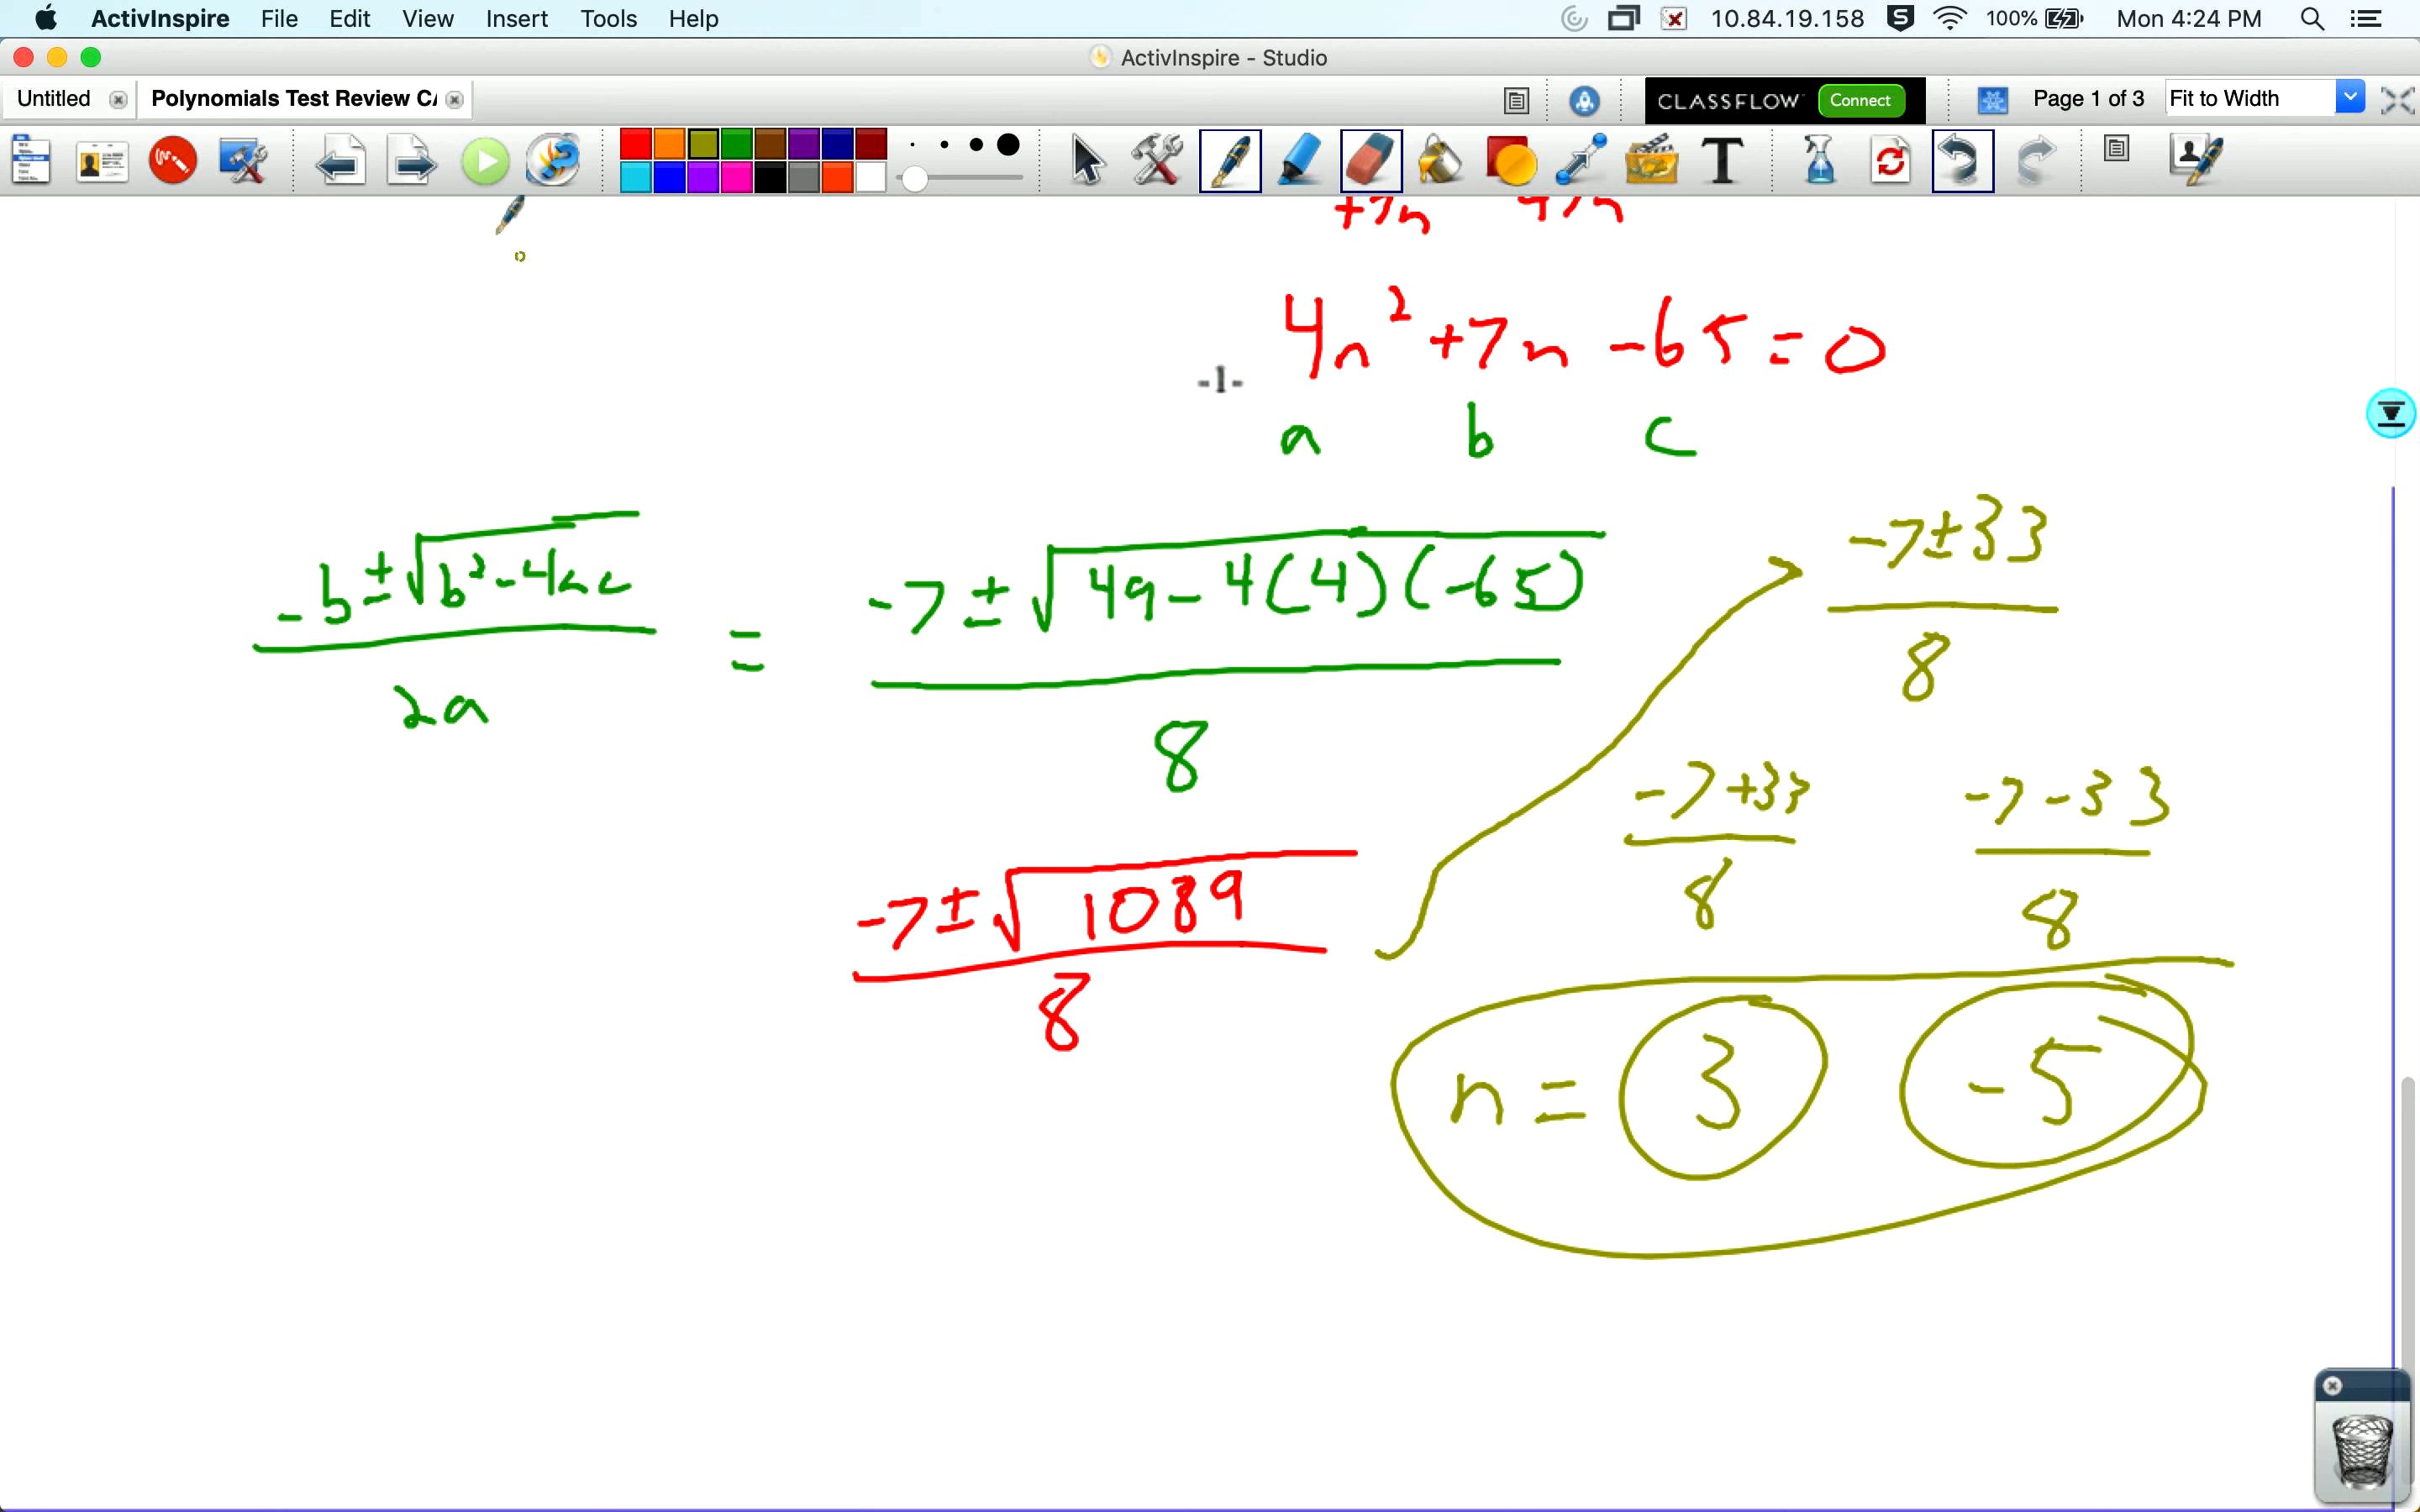 ActivInspire File Edit View Insert Tools Help 10.84.19.158 S 100% Mon 4:24 PM
ActivInspire - Studio
Untitled Polynomials Test Review CA CLASSFLOW Connect Page 1 of 3 Fit to Width
T
+7n +7n
4n² +7n -65 = 0
-1-
a b c
-b ± √b² - 4ac / 2a = -7 ± √49 - 4(4)(-65) / 8
-7 ± 33 / 8
-7 + 33 / 8 -7 - 33 / 8
-7 ± √1089 / 8
n = 3 -5